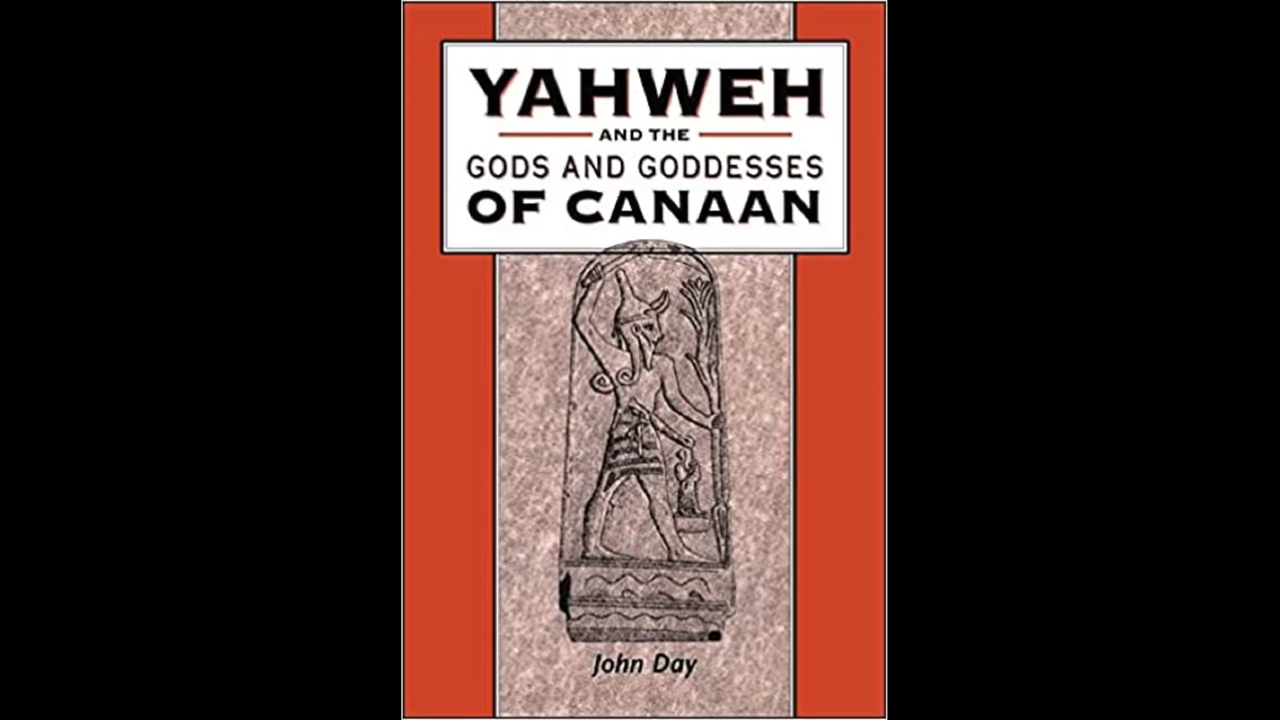 YAHWEH
AND THE
GODS AND GODDESSES
OF CANAAN
John Day